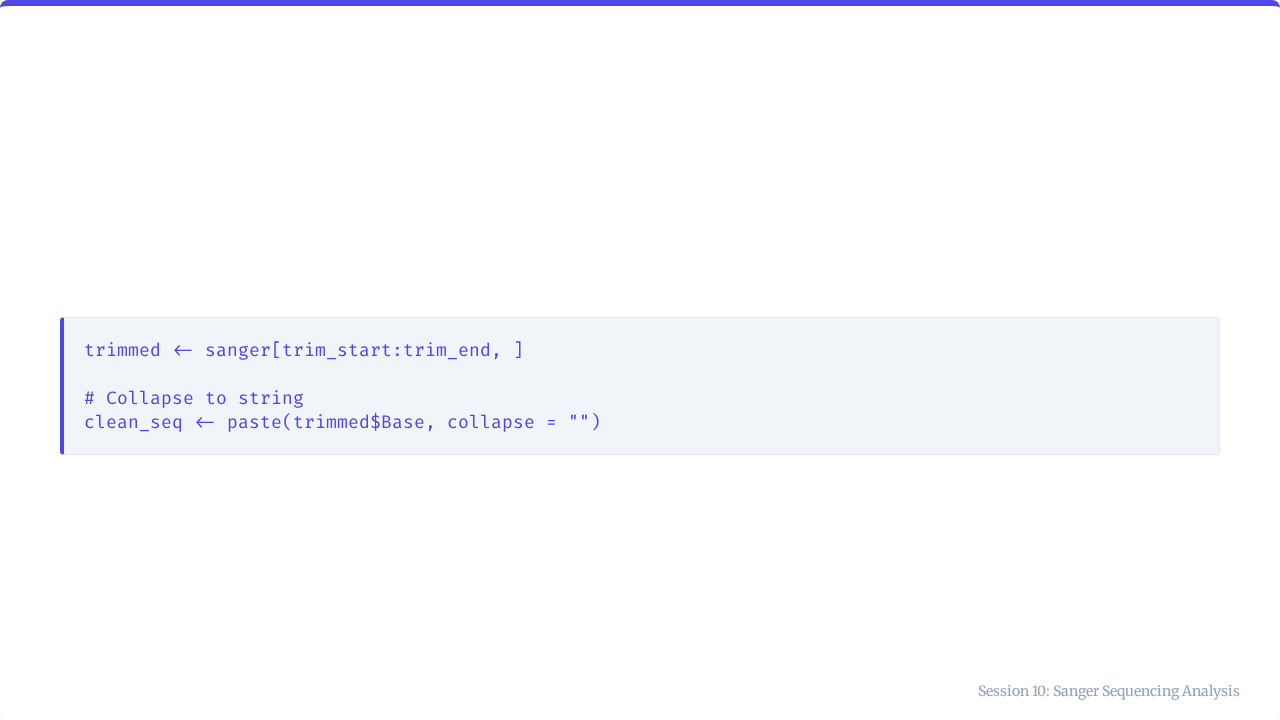 trimmed <- sanger[trim_start:trim_end, ]
# Collapse to string
clean_seq <- paste(trimmed$Base, collapse = "")
Session 10: Sanger Sequencing Analysis